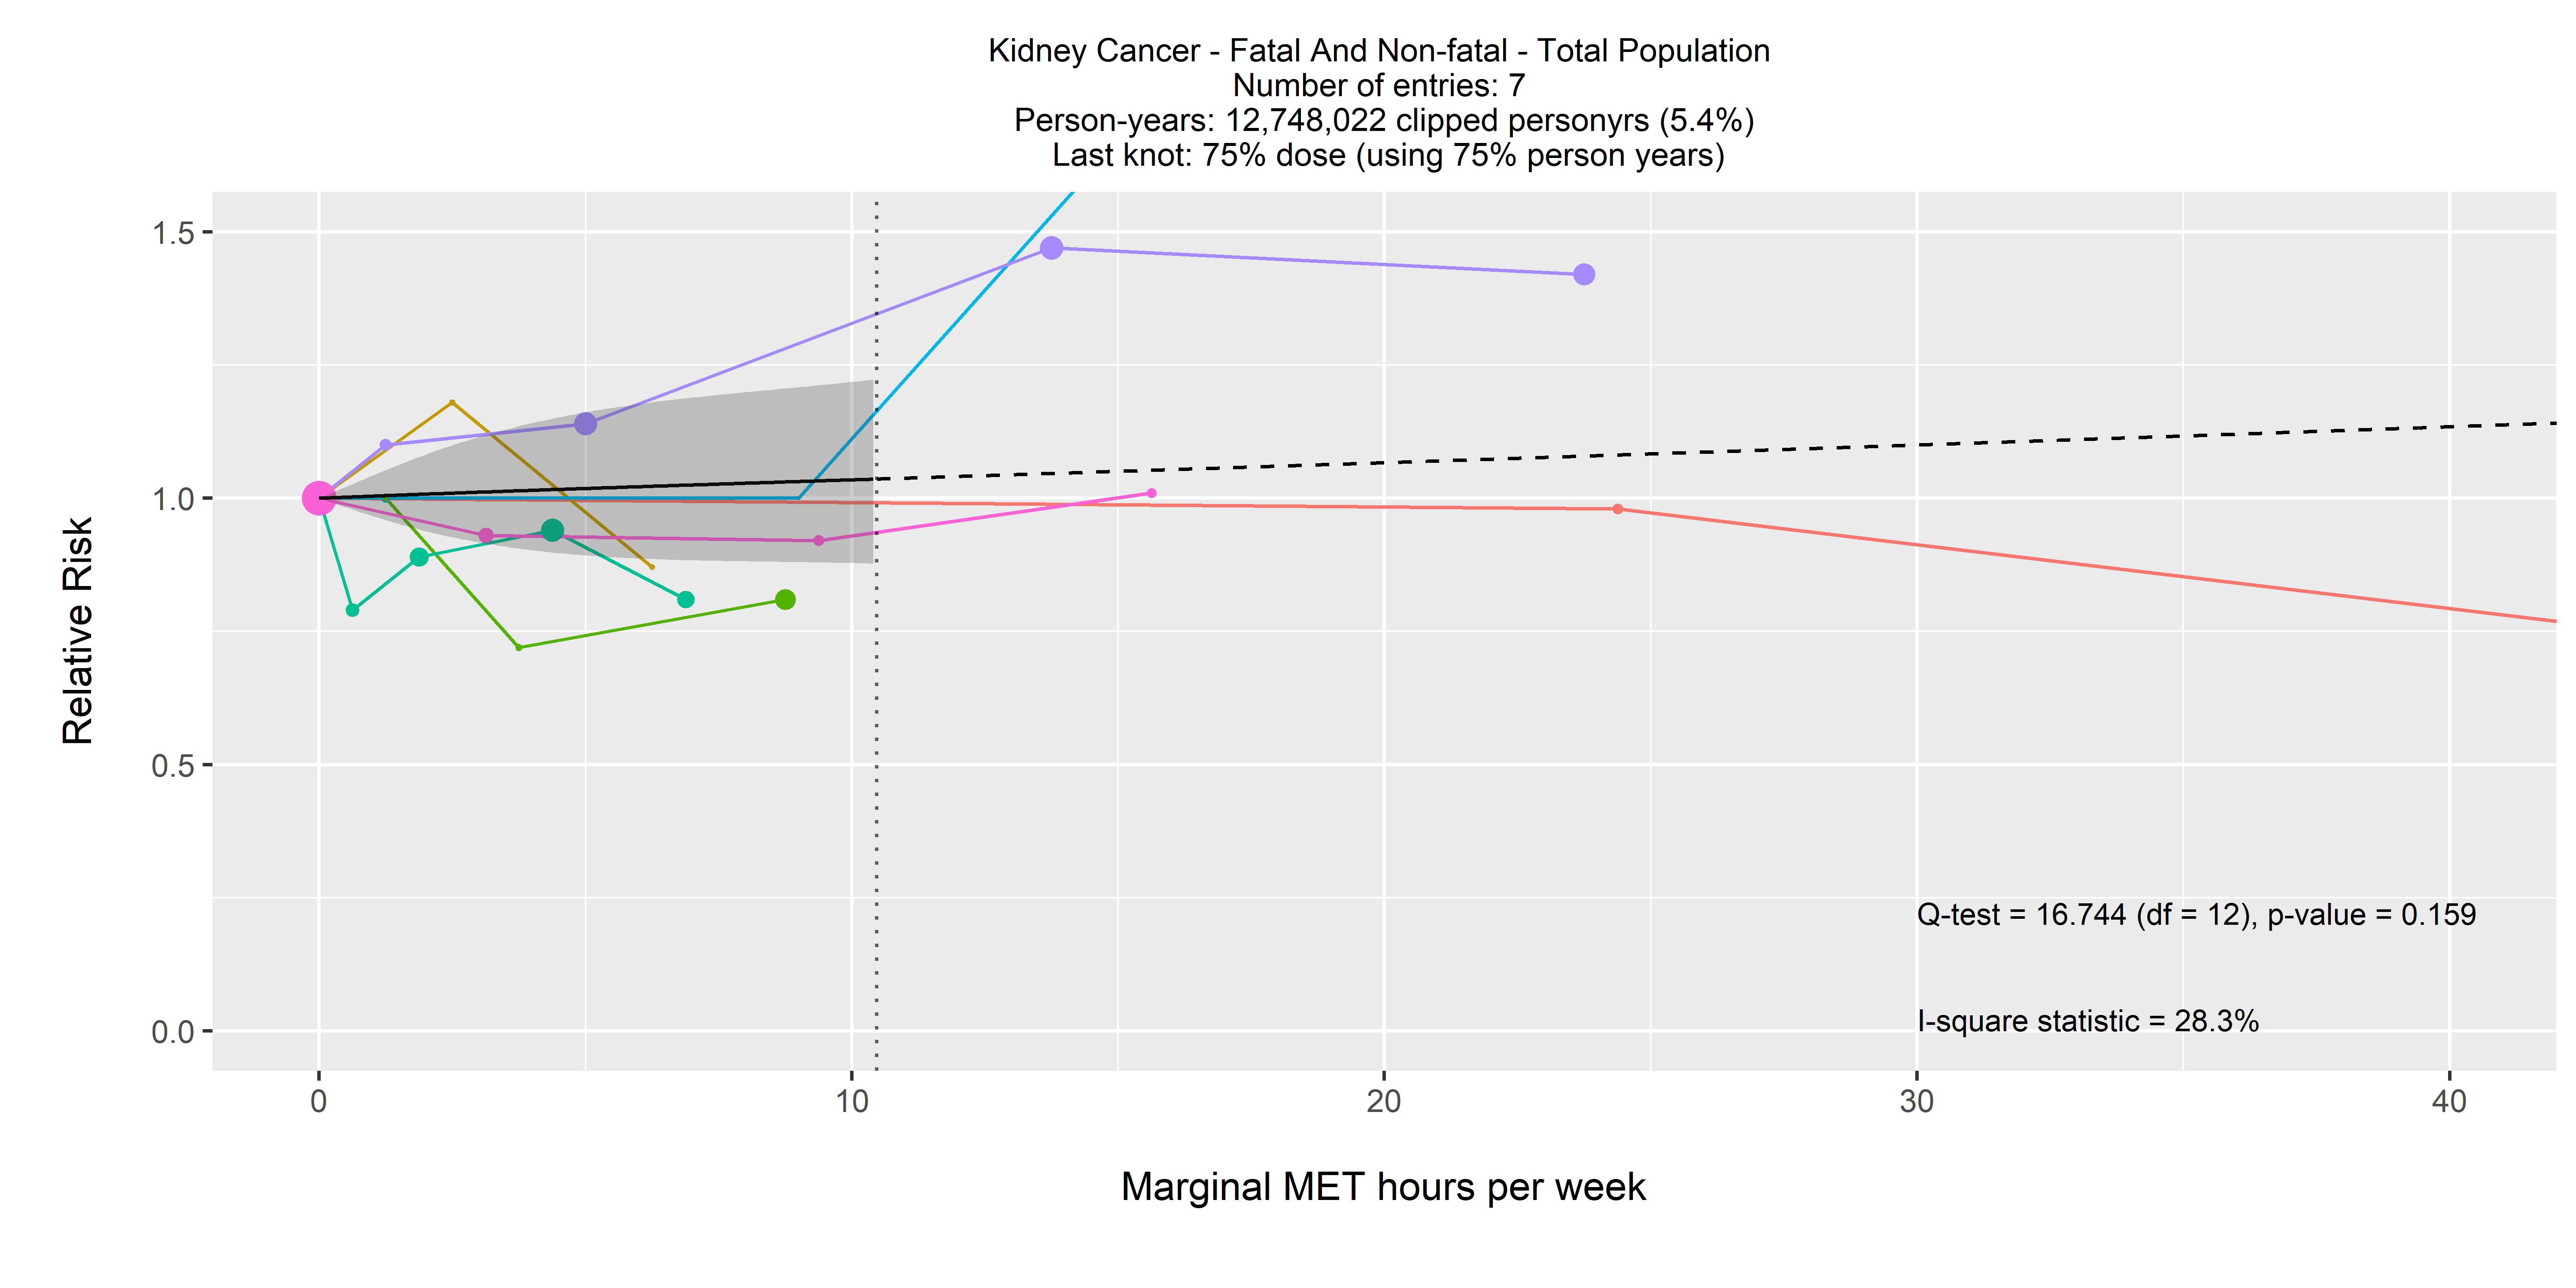 Kidney Cancer - Fatal And Non-fatal - Total Population
Number of entries: 7
Person-years: 12,748,022 clipped personyrs (5.4%)
Last knot: 75% dose (using 75% person years)
1.5
1.0
0.5
0.0
Relative Risk
Q-test = 16.744 (df = 12), p-value = 0.159
I-square statistic = 28.3%
0 10 20 30 40
Marginal MET hours per week